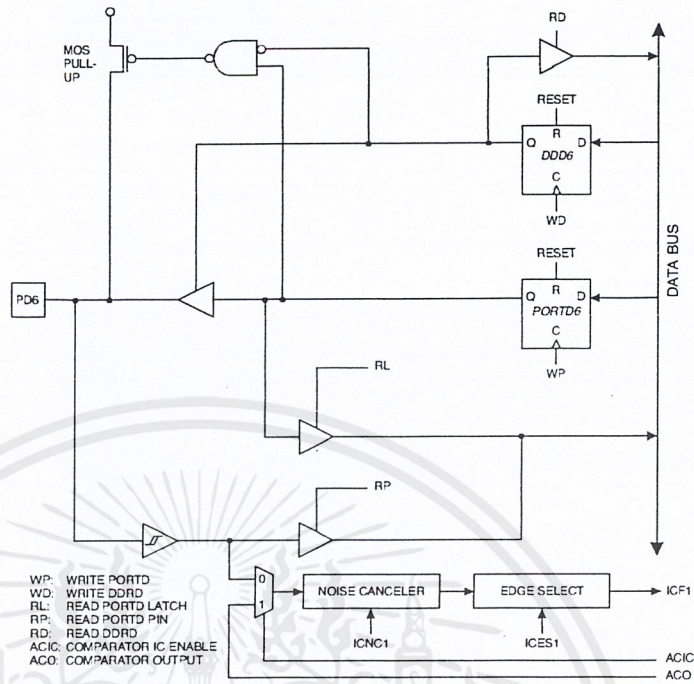 RD
MOS
PULL-
UP
RESET
R
Q
D
DDD6
C
WD
RESET
R
Q
D
PORTD6
C
WP
DATA BUS
PD6
RL
RP
0
1
NOISE CANCELER
EDGE SELECT
ICF1
ICNC1
ICES1
ACIC
ACO
WP: WRITE PORTD
WD: WRITE DDRD
RL: READ PORTD LATCH
RP: READ PORTD PIN
RD: READ DDRD
ACIC: COMPARATOR IC ENABLE
ACO: COMPARATOR OUTPUT